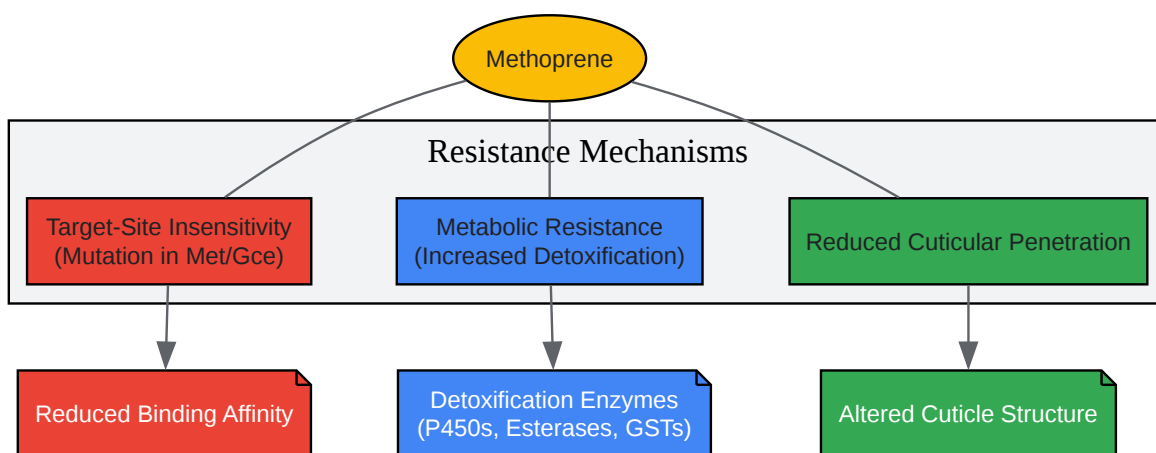 Methoprene
Resistance Mechanisms
Target-Site Insensitivity
(Mutation in Met/Gce)
Metabolic Resistance
(Increased Detoxification)
Reduced Cuticular Penetration
Reduced Binding Affinity
Detoxification Enzymes
(P450s, Esterases, GSTs)
Altered Cuticle Structure